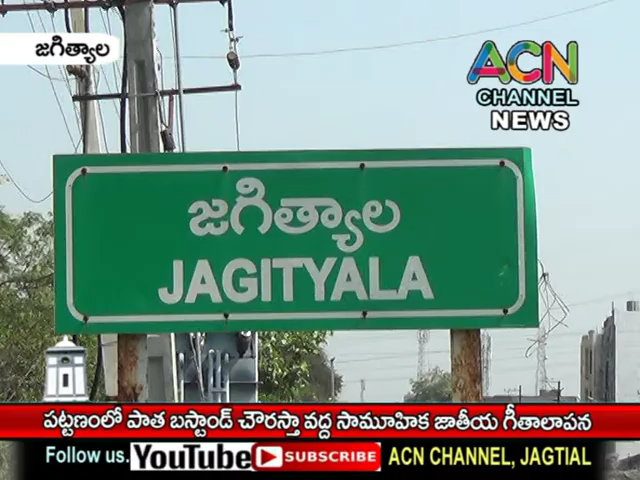 జగిత్యాల
ACN
CHANNEL
NEWS
జగిత్యాల
JAGITYALA
పట్టణంలో పాత బస్టాండ్ చౌరస్తా వద్ద సామూహిక జాతీయ గీతాలాపన
Follow us. YouTube SUBSCRIBE ACN CHANNEL, JAGTIAL